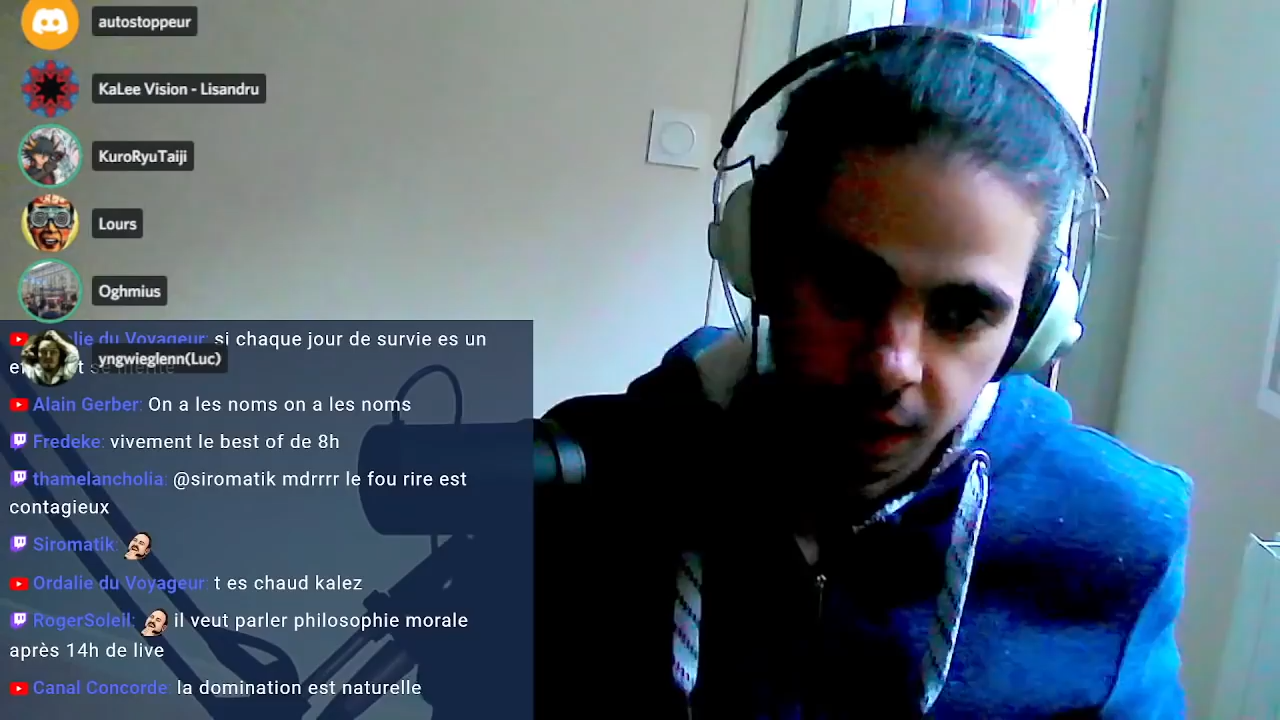 autostoppeur
KaLee Vision - Lisandru
KuroRyuTaiji
Lours
Oghmius
lie du Voyageur: si chaque jour de survie es un
yngwieglenn(Luc)
Alain Gerber: On a les noms on a les noms
Fredeke: vivement le best of de 8h
thamelancholia: @siromatik mdrrrr le fou rire est
contagieux
Siromatik:
Ordalie du Voyageur: t es chaud kalez
RogerSoleil: il veut parler philosophie morale
après 14h de live
Canal Concorde: la domination est naturelle